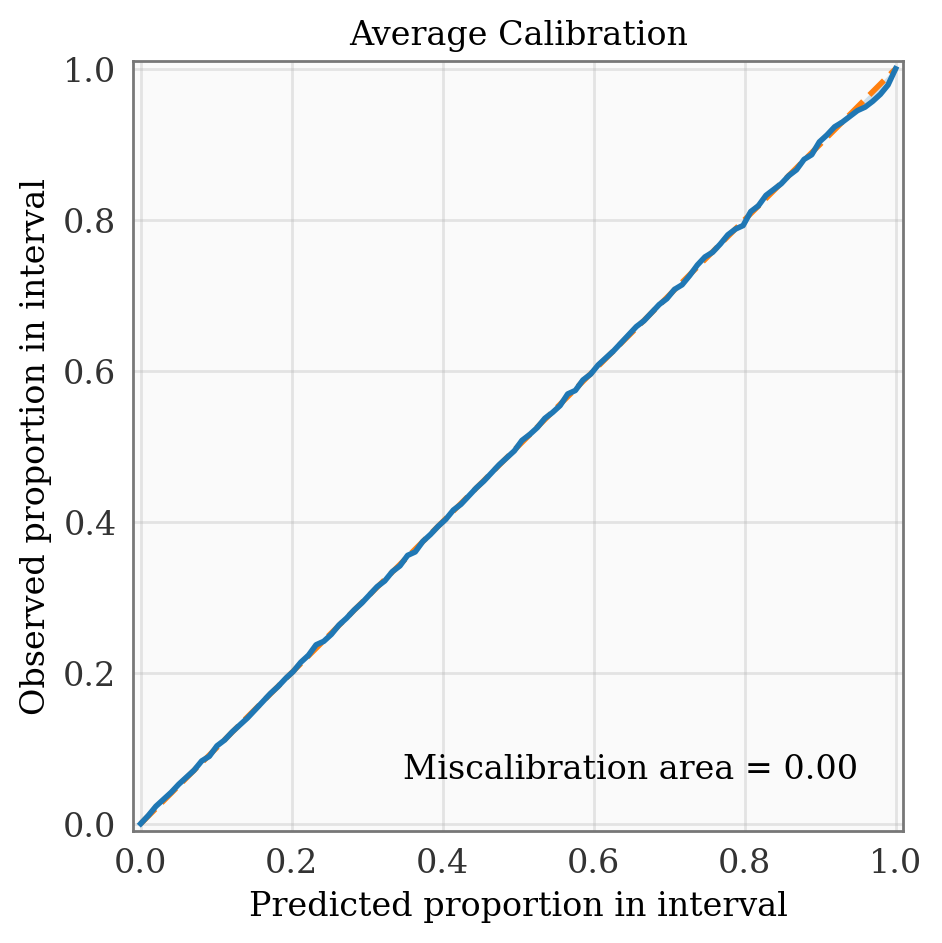 Average Calibration
1.0
0.8
0.6
0.4
0.2
0.0
Observed proportion in interval
Miscalibration area = 0.00
0.0 0.2 0.4 0.6 0.8 1.0
Predicted proportion in interval